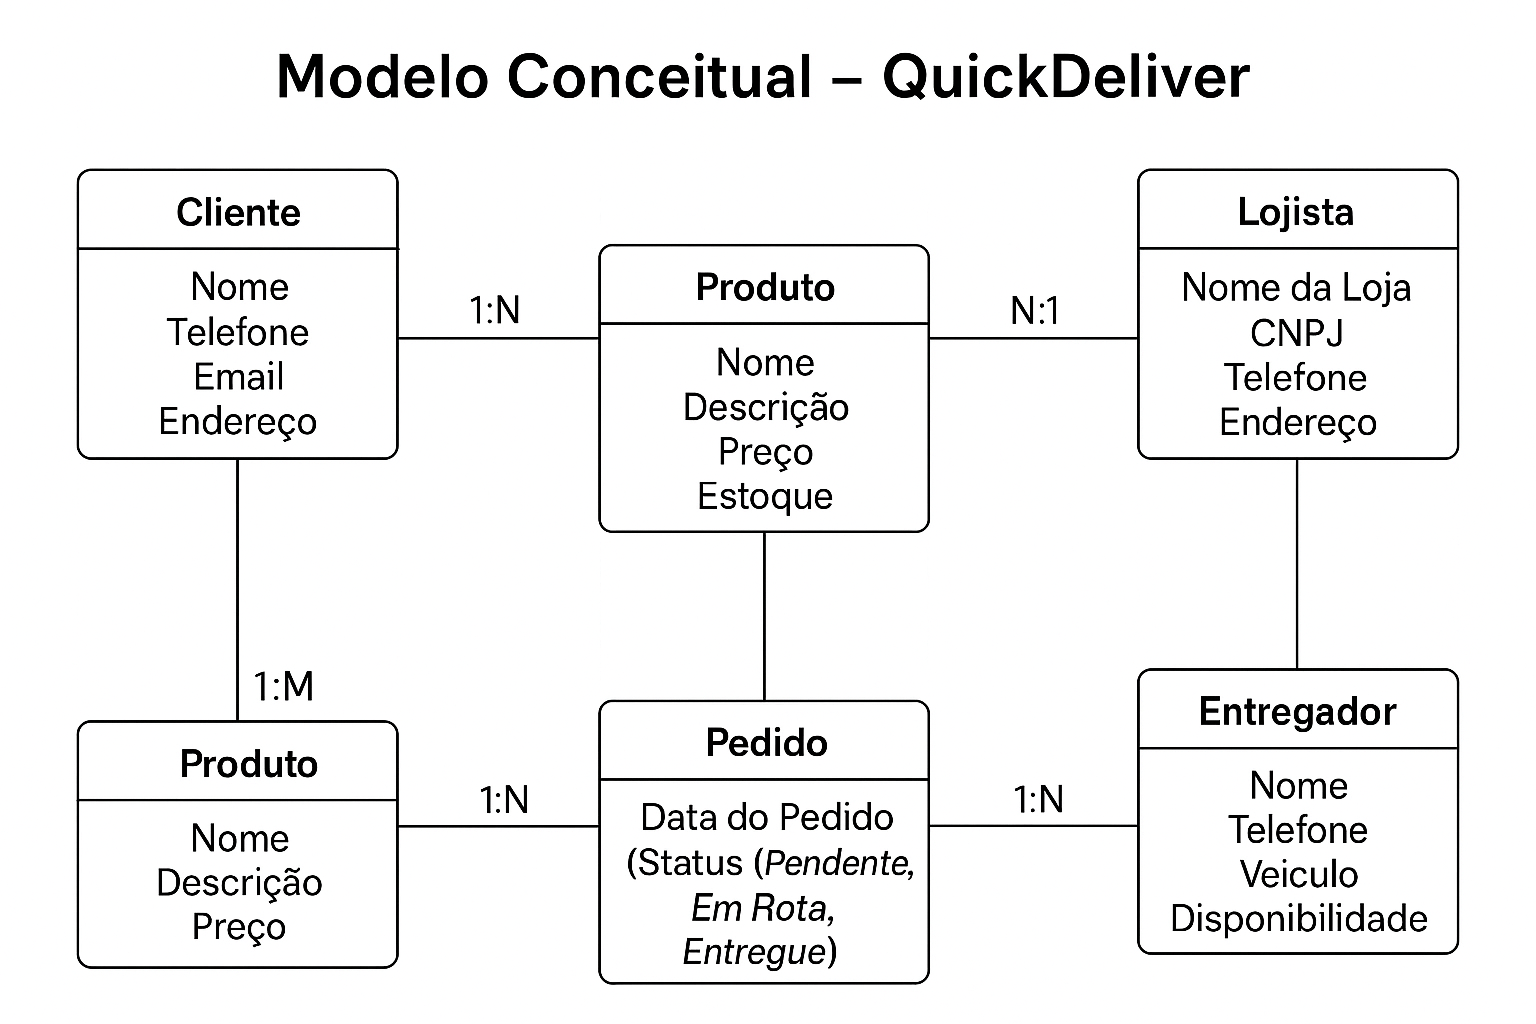 Modelo Conceitual – QuickDeliver
Cliente
Nome
Telefone
Email
Endereço
1:N
Produto
Nome
Descrição
Preço
Estoque
N:1
Lojista
Nome da Loja
CNPJ
Telefone
Endereço
1:M
Produto
Nome
Descrição
Preço
1:N
Pedido
Data do Pedido
(Status (Pendente,
Em Rota,
Entregue)
1:N
Entregador
Nome
Telefone
Veiculo
Disponibilidade